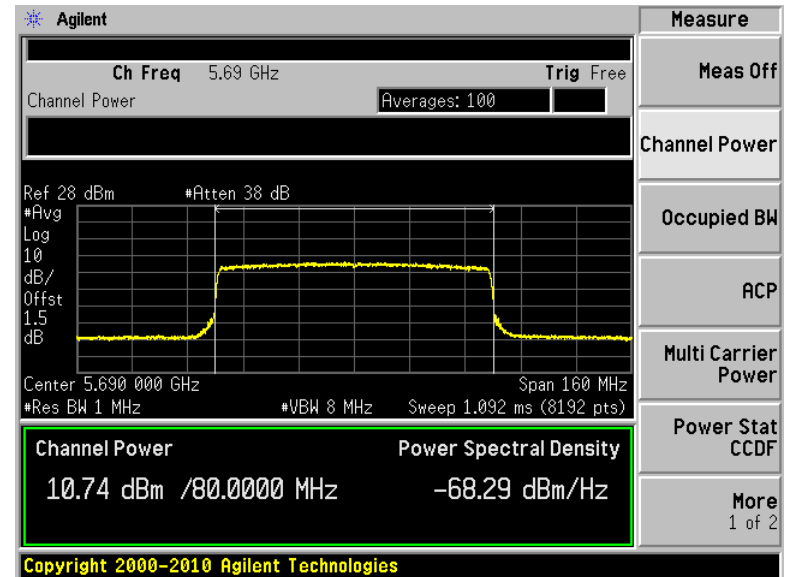 Agilent
Measure
Ch Freq 5.69 GHz Trig Free
Channel Power Averages: 100
Ref 28 dBm #Atten 38 dB
#Avg
Log
10
dB/
Offst
1.5
dB
Center 5.690 000 GHz Span 160 MHz
#Res BW 1 MHz #VBW 8 MHz Sweep 1.092 ms (8192 pts)
Channel Power Power Spectral Density
10.74 dBm /80.0000 MHz -68.29 dBm/Hz
Copyright 2000-2010 Agilent Technologies
Meas Off
Channel Power
Occupied BW
ACP
Multi Carrier
Power
Power Stat
CCDF
More
1 of 2